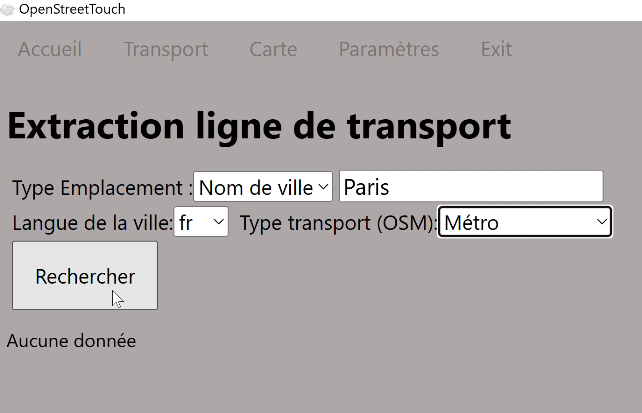 OpenStreetTouch
Accueil Transport Carte Paramètres Exit
Extraction ligne de transport
Type Emplacement : Nom de ville Paris
Langue de la ville: fr Type transport (OSM): Métro
Rechercher
Aucune donnée